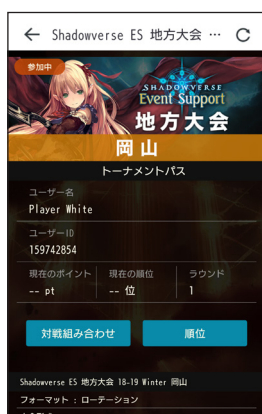 ← Shadowverse ES 地方大会 … C
参加中
SHADOWVERSE
Event Support
地方大会
岡山
トーナメントパス
ユーザー名
Player White
ユーザーID
159742854
現在のポイント 現在の順位 ラウンド
-- pt -- 位 1
対戦組み合わせ 順位
Shadowverse ES 地方大会 18-19 Winter 岡山
フォーマット : ローテーション